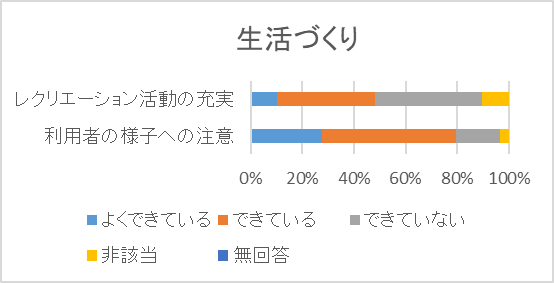 生活づくり
レクリエーション活動の充実
利用者の様子への注意
0% 20% 40% 60% 80% 100%
よくできている できている できていない
非該当 無回答